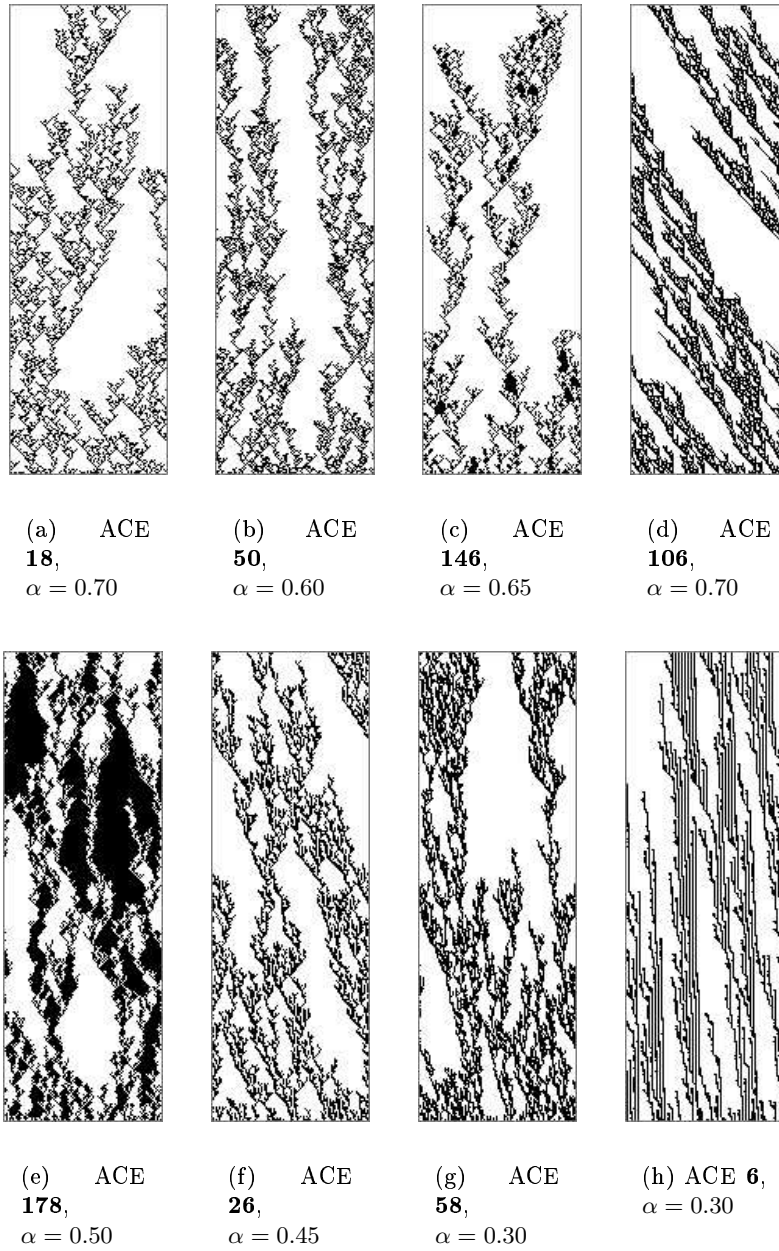 (a) ACE
18,
α = 0.70
(b) ACE
50,
α = 0.60
(c) ACE
146,
α = 0.65
(d) ACE
106,
α = 0.70
(e) ACE
178,
α = 0.50
(f) ACE
26,
α = 0.45
(g) ACE
58,
α = 0.30
(h) ACE 6,
α = 0.30